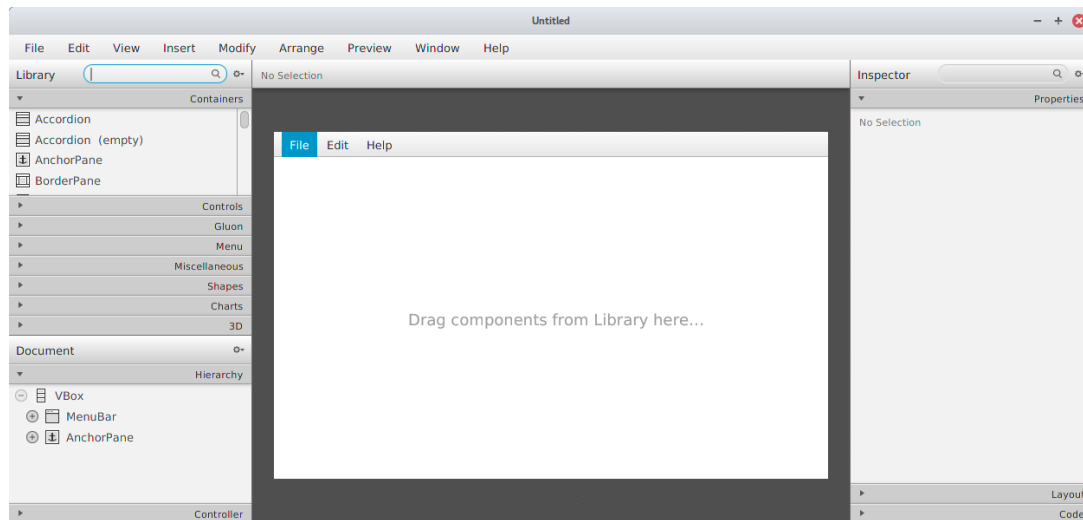 Untitled
File Edit View Insert Modify Arrange Preview Window Help
Library
No Selection
Inspector
Containers
Properties
Accordion
Accordion (empty)
AnchorPane
BorderPane
No Selection
File Edit Help
Controls
Gluon
Menu
Miscellaneous
Shapes
Charts
3D
Drag components from Library here...
Document
Hierarchy
VBox
MenuBar
AnchorPane
Controller
Layout
Code